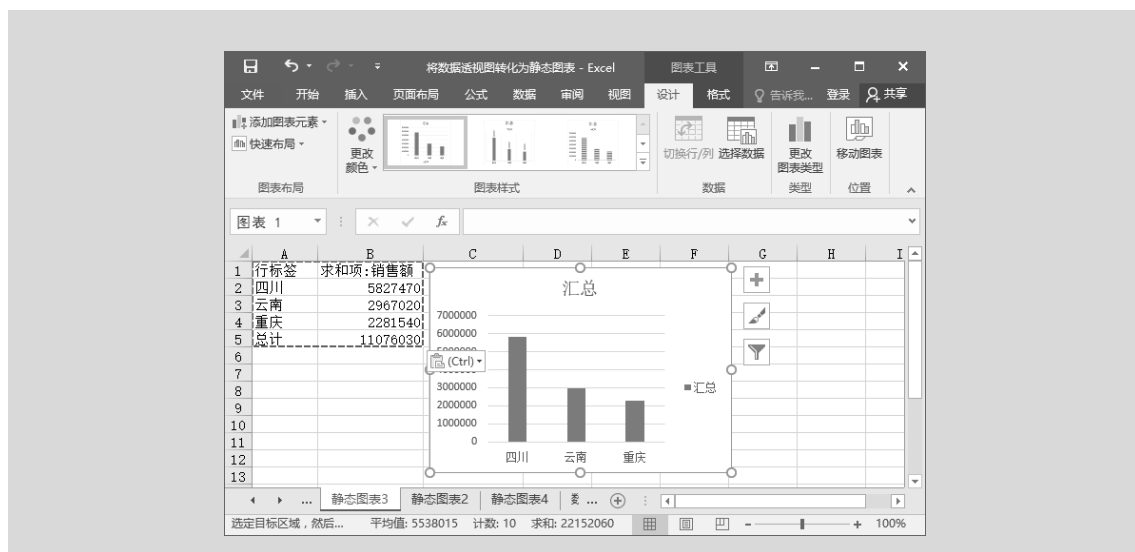 将数据透视图转化为静态图表 - Excel 图表工具
文件 开始 插入 页面布局 公式 数据 审阅 视图 设计 格式 告诉我... 登录 共享
添加图表元素
快速布局
更改
颜色
切换行/列 选择数据
更改
图表类型
移动图表
图表布局 图表样式 数据 类型 位置
图表 1 fx
A B C D E F G H I
1 行标签 求和项:销售额
2 四川 5827470
3 云南 2967020
4 重庆 2281540
5 总计 11076030
6
7
8
9
10
11
12
13
汇总
7000000
6000000
(Ctrl)
3000000
2000000
1000000
0
四川 云南 重庆
汇总
... 静态图表3 静态图表2 静态图表4 ...
选定目标区域，然后... 平均值: 5538015 计数: 10 求和: 22152060 100%